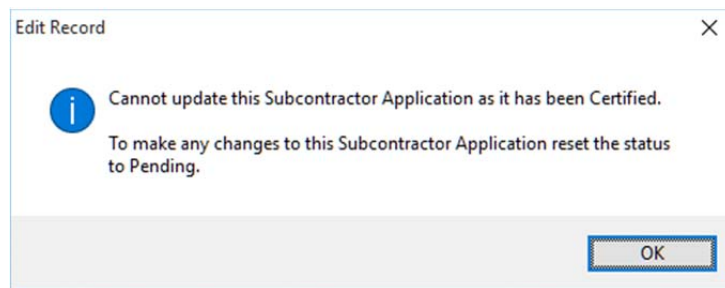 Edit Record
Cannot update this Subcontractor Application as it has been Certified.
To make any changes to this Subcontractor Application reset the status
to Pending.
OK